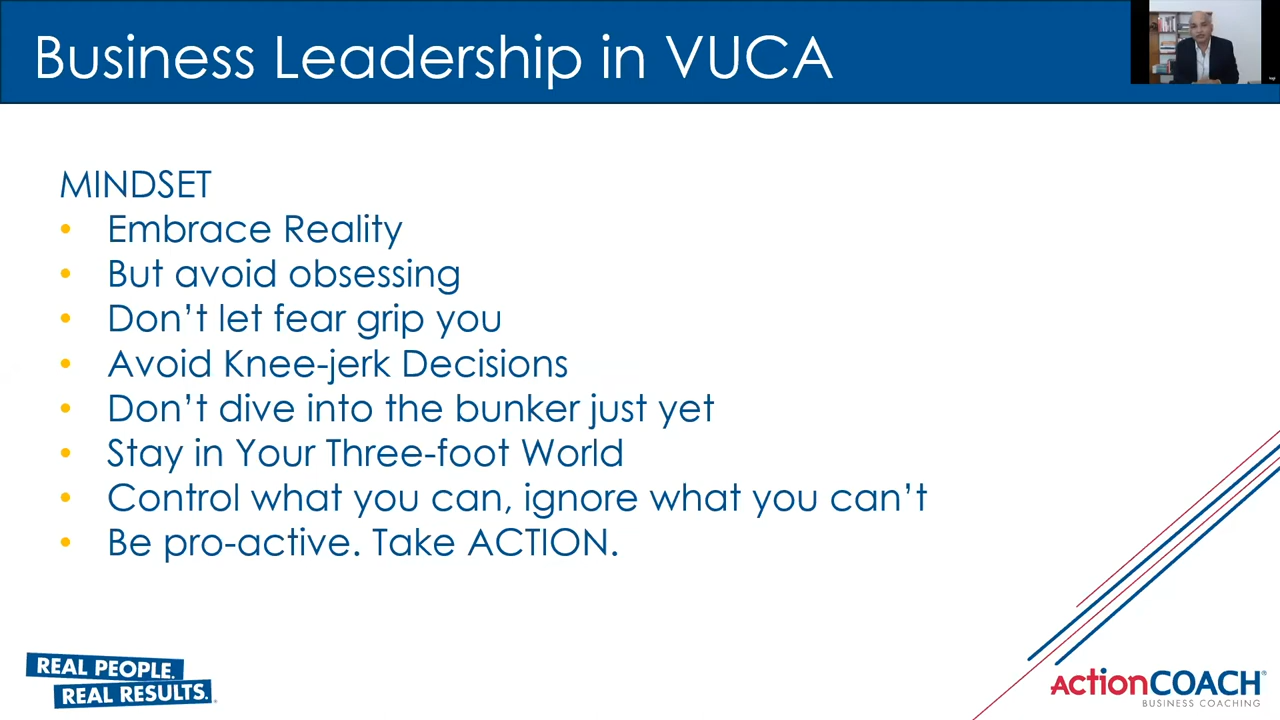 Business Leadership in VUCA
MINDSET
• Embrace Reality
• But avoid obsessing
• Don’t let fear grip you
• Avoid Knee-jerk Decisions
• Don’t dive into the bunker just yet
• Stay in Your Three-foot World
• Control what you can, ignore what you can’t
• Be pro-active. Take ACTION.
REAL PEOPLE.
REAL RESULTS.
ActionCOACH®
BUSINESS COACHING